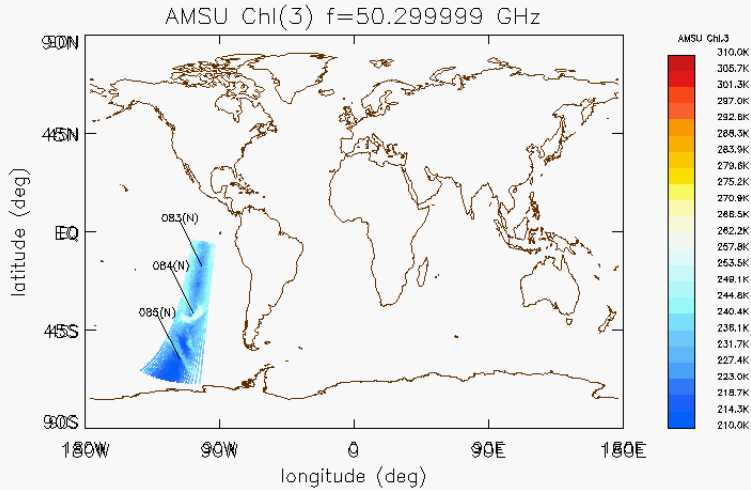 AMSU Chl(3) f=50.299999 GHz
AMSU Chl.3
90N
45N
EQ
45S
90S
latitude (deg)
083(N)
084(N)
085(N)
180W
90W
0
90E
180E
longitude (deg)
310.0K
305.7K
301.3K
297.0K
292.6K
288.3K
283.9K
279.6K
275.2K
270.9K
266.5K
262.2K
257.8K
253.5K
249.1K
244.8K
240.4K
236.1K
231.7K
227.4K
223.0K
218.7K
214.3K
210.0K